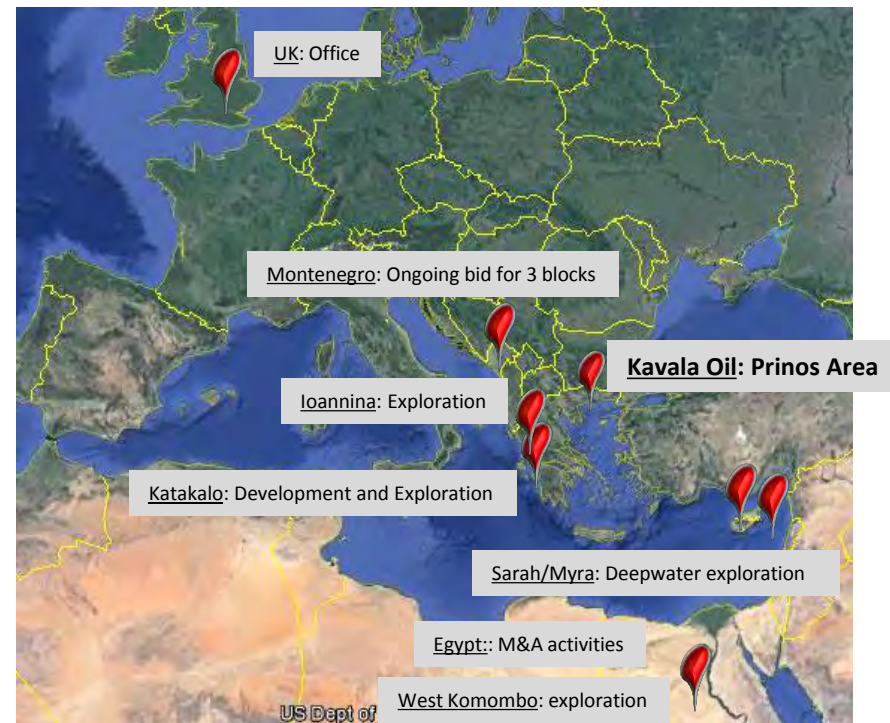 UK: Office
Montenegro: Ongoing bid for 3 blocks
Kavala Oil: Prinos Area
Ioannina: Exploration
Katakalo: Development and Exploration
Sarah/Myra: Deepwater exploration
Egypt:: M&A activities
West Komombo: exploration
US Dept of